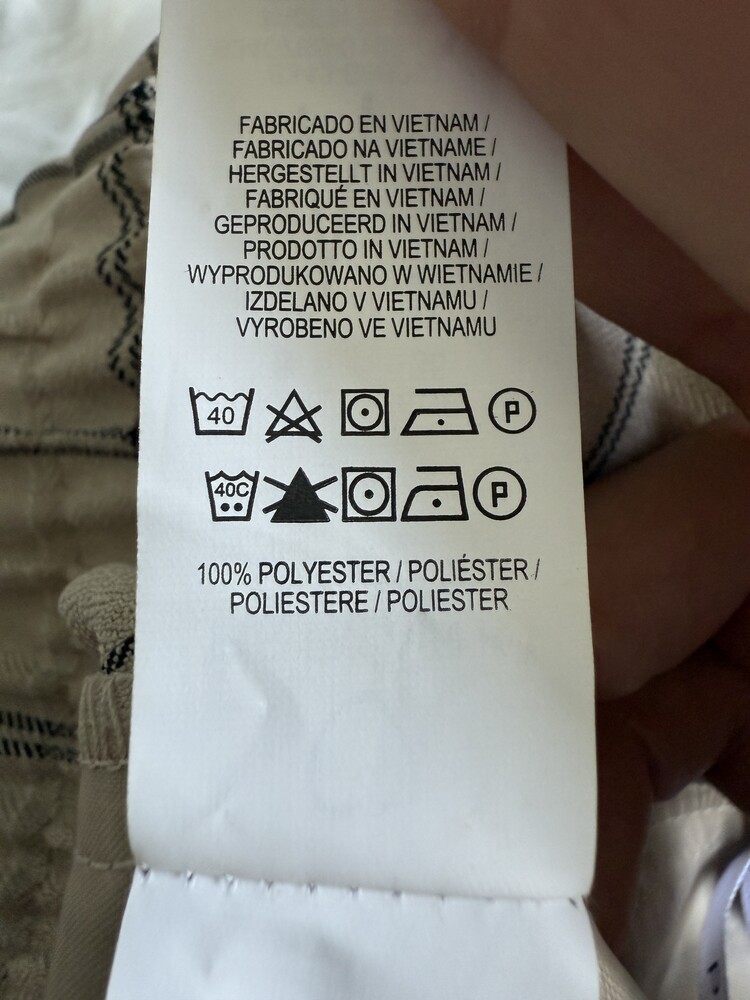 FABRICADO EN VIETNAM /
FABRICADO NA VIETNAME /
HERGESTELLT IN VIETNAM /
FABRIQUÉ EN VIETNAM /
GEPRODUCEERD IN VIETNAM /
PRODOTTO IN VIETNAM /
WYPRODUKOWANO W WIETNAMIE /
IZDELANO V VIETNAMU /
VYROBENO VE VIETNAMU
40 P
40C P
100% POLYESTER / POLIÉSTER /
POLIESTERE / POLIESTER